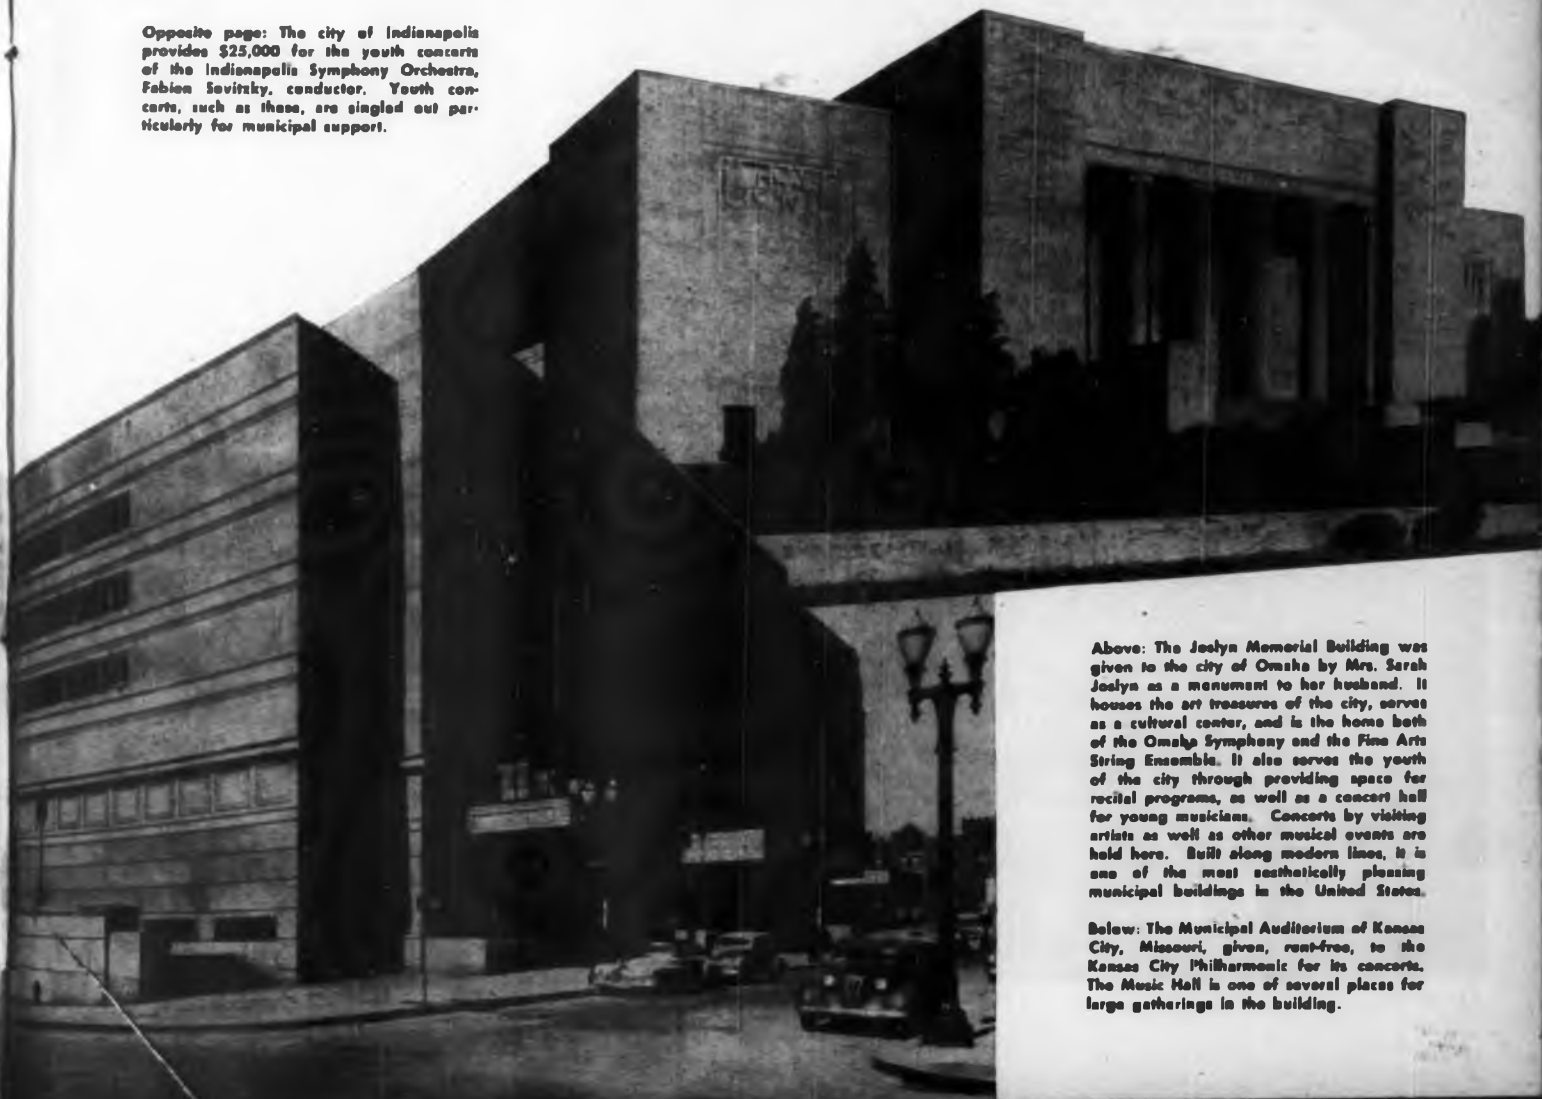 Opposite page: The city of Indianapolis
provides $25,000 for the youth concerts
of the Indianapolis Symphony Orchestra,
Fabien Sevitzky, conductor. Youth con-
certs, such as these, are singled out par-
ticularly for municipal support.
Above: The Joslyn Memorial Building was
given to the city of Omaha by Mrs. Sarah
Joslyn as a monument to her husband. It
houses the art treasures of the city, serves
as a cultural center, and is the home both
of the Omaha Symphony and the Fine Arts
String Ensemble. It also serves the youth
of the city through providing space for
recital programs, as well as a concert hall
for young musicians. Concerts by visiting
artists as well as other musical events are
held here. Built along modern lines, it is
one of the most aesthetically pleasing
municipal buildings in the United States.
Below: The Municipal Auditorium of Kansas
City, Missouri, given, rent-free, to the
Kansas City Philharmonic for its concerts.
The Music Hall is one of several places for
large gatherings in the building.